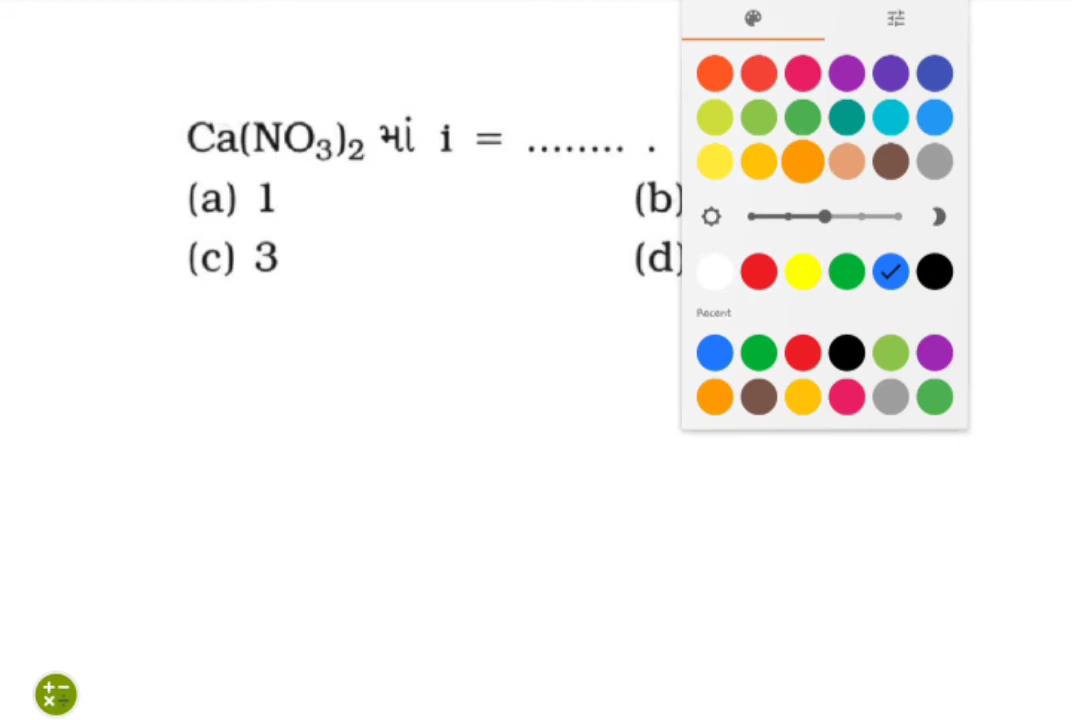 Ca(NO₃)₂ માં i = ........ .
(a) 1 (b)
(c) 3 (d)
Recent